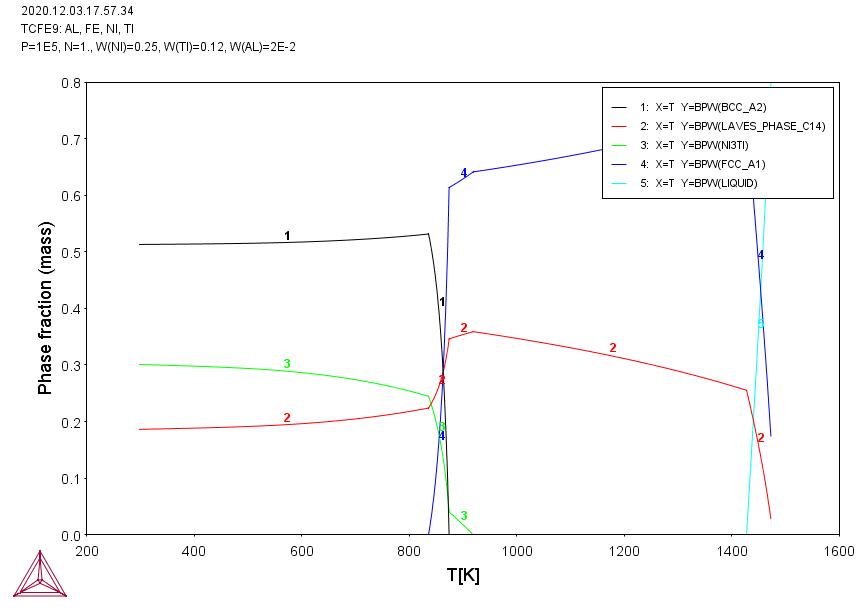 2020.12.03.17.57.34
TCFE9: AL, FE, NI, TI
P=1E5, N=1., W(NI)=0.25, W(TI)=0.12, W(AL)=2E-2
1: X=T Y=BPW(BCC_A2)
2: X=T Y=BPW(LAVES_PHASE_C14)
3: X=T Y=BPW(NI3TI)
4: X=T Y=BPW(FCC_A1)
5: X=T Y=BPW(LIQUID)
Phase fraction (mass)
0.8
0.7
0.6
0.5
0.4
0.3
0.2
0.1
0.0
4
1
4
1
5
2
2
3
2
2
3
4
2
3
200 400 600 800 1000 1200 1400 1600
T[K]